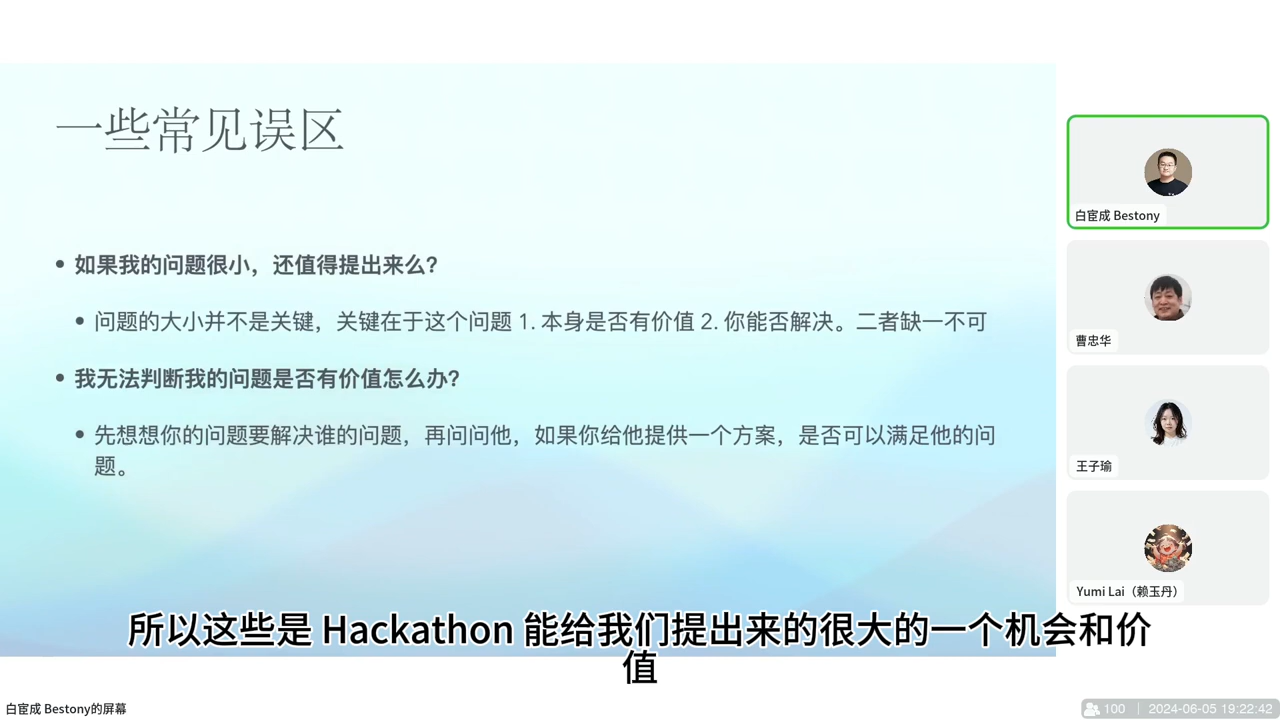 一些常见误区
如果我的问题很小，还值得提出来么？
问题的大小并不是关键，关键在于这个问题 1. 本身是否有价值 2. 你能否解决。二者缺一不可
我无法判断我的问题是否有价值怎么办？
先想想你的问题要解决谁的问题，再问问他，如果你给他提供一个方案，是否可以满足他的问
题。
所以这些是 Hackathon 能给我们提出来的很大的一个机会和价
值
白宦成 Bestony
曹忠华
王子瑜
Yumi Lai（赖玉丹）
白宦成 Bestony的屏幕
100 | 2024-06-05 19:22:42